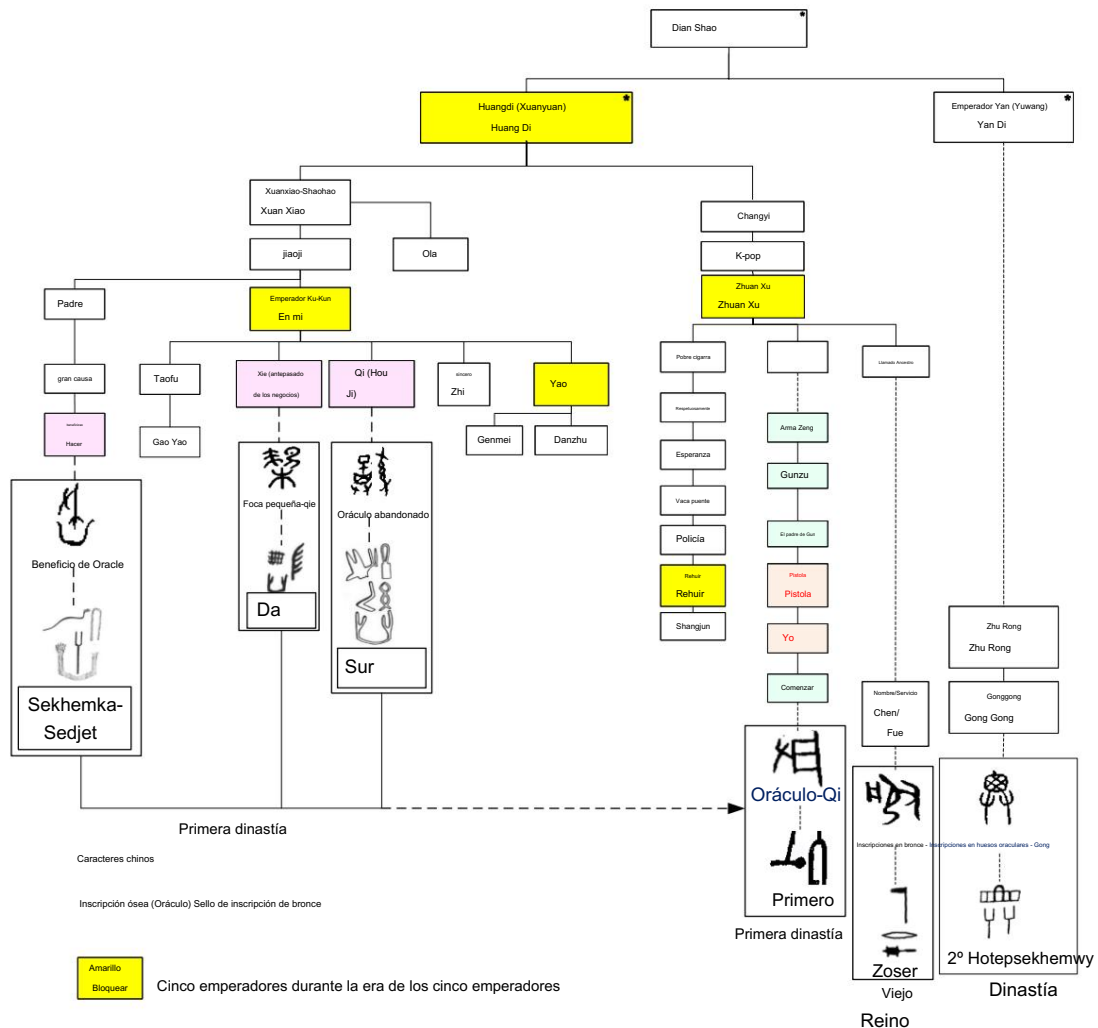 Dian Shao
Huangdi (Xuanyuan)
Huang Di
Emperador Yan (Yuwang)
Yan Di
Xuanxiao-Shaohao
Xuan Xiao
Changyi
jiaoji
Ola
K-pop
Padre
Emperador Ku-Kun
En mi
Zhuan Xu
Zhuan Xu
gran causa
Taofu
Xie (antepasado
de los negocios)
Qi (Hou
Ji)
sincero
Zhi
Yao
Pobre cigarra
Llamado Ancestro
Hacer
Gao Yao
Genmei
Danzhu
Respetuosamente
Arma Zeng
Esperanza
Gunzu
Vaca puente
Policía
El padre de Gun
Rehuir
Rehuir
Pistola
Pistola
Shangjun
Yo
Comenzar
Beneficio de Oracle
Sekhemka-
Sedjet
Foca pequeña-qie
Da
Oráculo abandonado
Sur
Zhu Rong
Zhu Rong
Nombre/Servicio
Chen/
Fue
Gonggong
Gong Gong
Oráculo-Qi
Primero
Primera dinastía
Inscripciones en bronce - Inscripciones en huesos oraculares - Gong
Zoser
Viejo
Reino
2º Hotepsekhemwy
Dinastía
Primera dinastía
Caracteres chinos
Inscripción ósea (Oráculo) Sello de inscripción de bronce
Amarillo
Bloquear
Cinco emperadores durante la era de los cinco emperadores